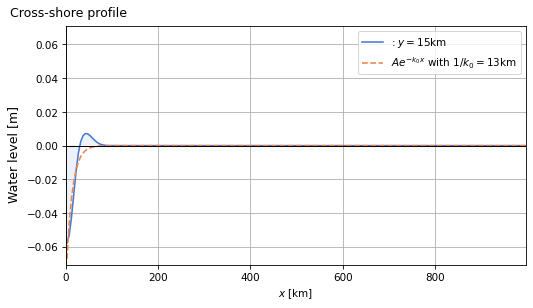 Cross-shore profile
0.06
0.04
0.02
0.00
−0.02
−0.04
−0.06
Water level [m]
: y = 15km
Ae^{-k_0x} with 1/k_0 = 13km
0
200
400
600
800
x [km]